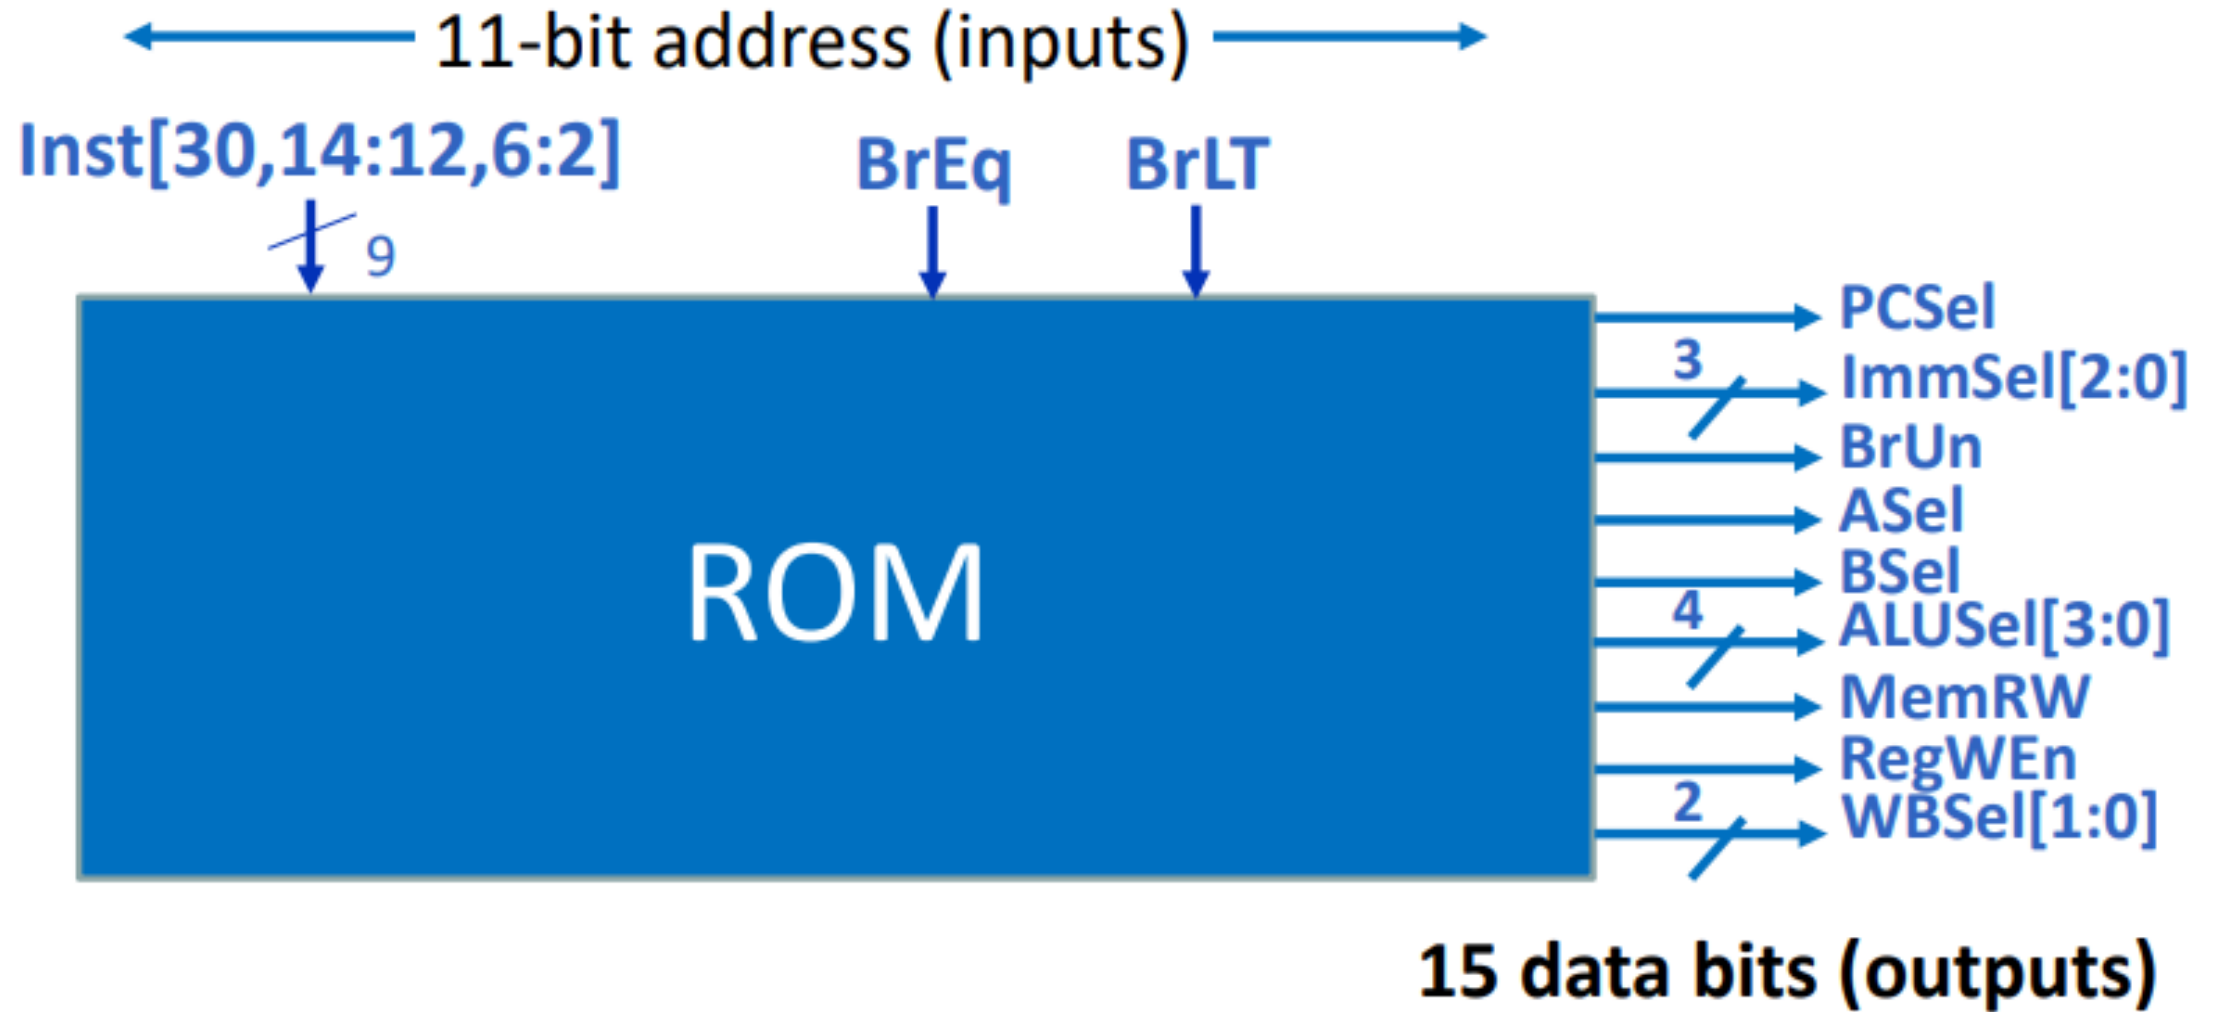 11-bit address (inputs)
Inst[30,14:12,6:2]
BrEq
BrLT
9
PCSel
3
ImmSel[2:0]
BrUn
ASel
BSel
4
ALUSel[3:0]
ROM
MemRW
RegWEn
2
WBSel[1:0]
15 data bits (outputs)